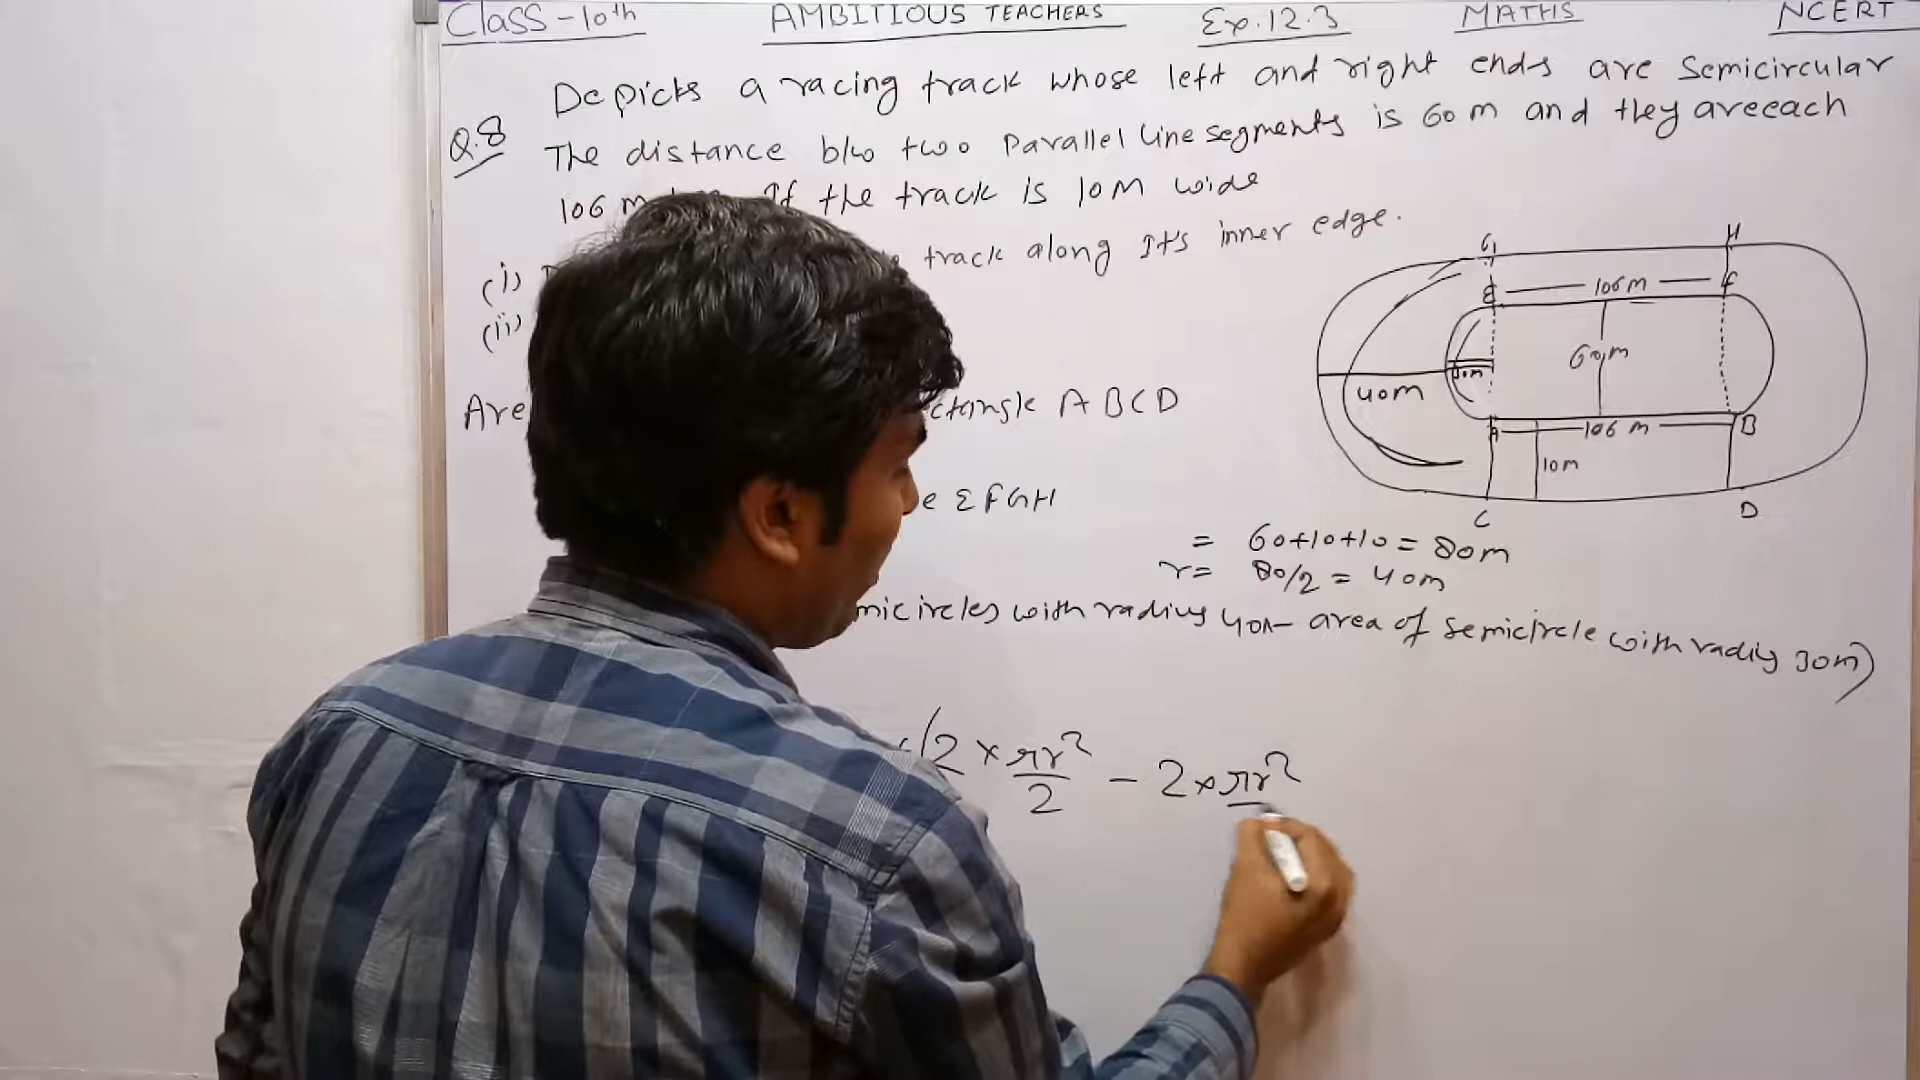 Class-10th AMBITIOUS TEACHERS Ex.12.3 MATHS NCERT
Q.8 Depicts a racing track whose left and right ends are Semicircular
The distance b/w two Parallel line segments is 60 m and they are each
106 m If the track is 10M wide
(i) track along It's inner edge.
(ii)
Are ctangle ABCD
e EFGH
= 60+10+10 = 80m
r = 80/2 = 40m
micircles with radius 40m - area of semicircle with radius 30m)
(2 × πr²/2 - 2 × πr²
G H
E 106 m F
60m
40m 30m
A 106 m B
10m
C D